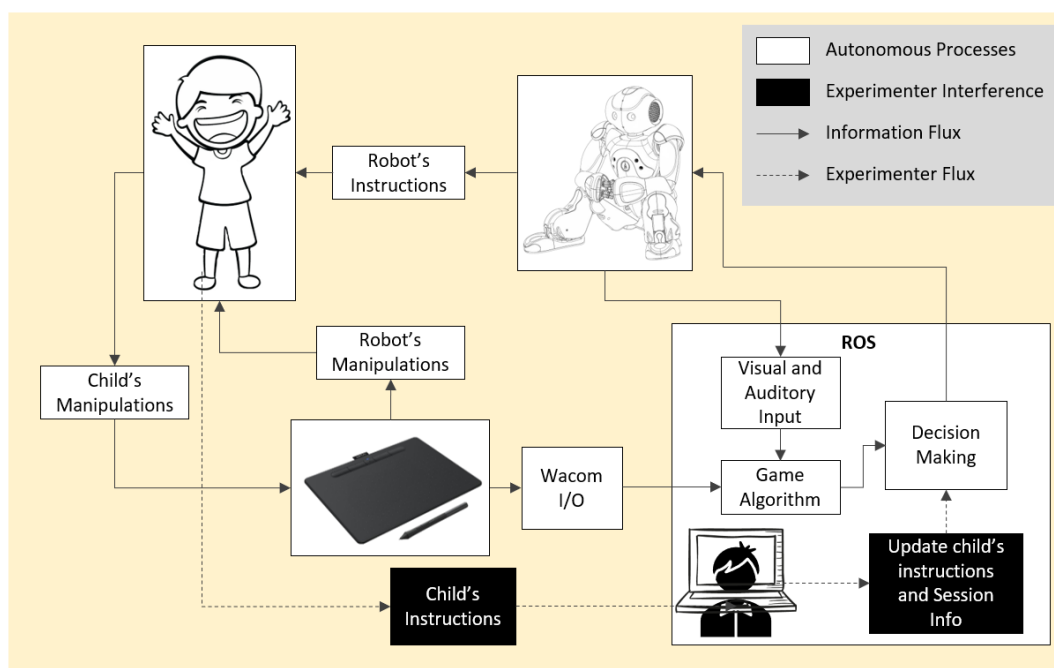 Autonomous Processes
Experimenter Interference
Information Flux
Experimenter Flux
Robot's
Instructions
Robot's
Manipulations
Child's
Manipulations
ROS
Visual and
Auditory
Input
Decision
Making
Game
Algorithm
Wacom
I/O
Update child's
instructions
and Session
Info
Child's
Instructions